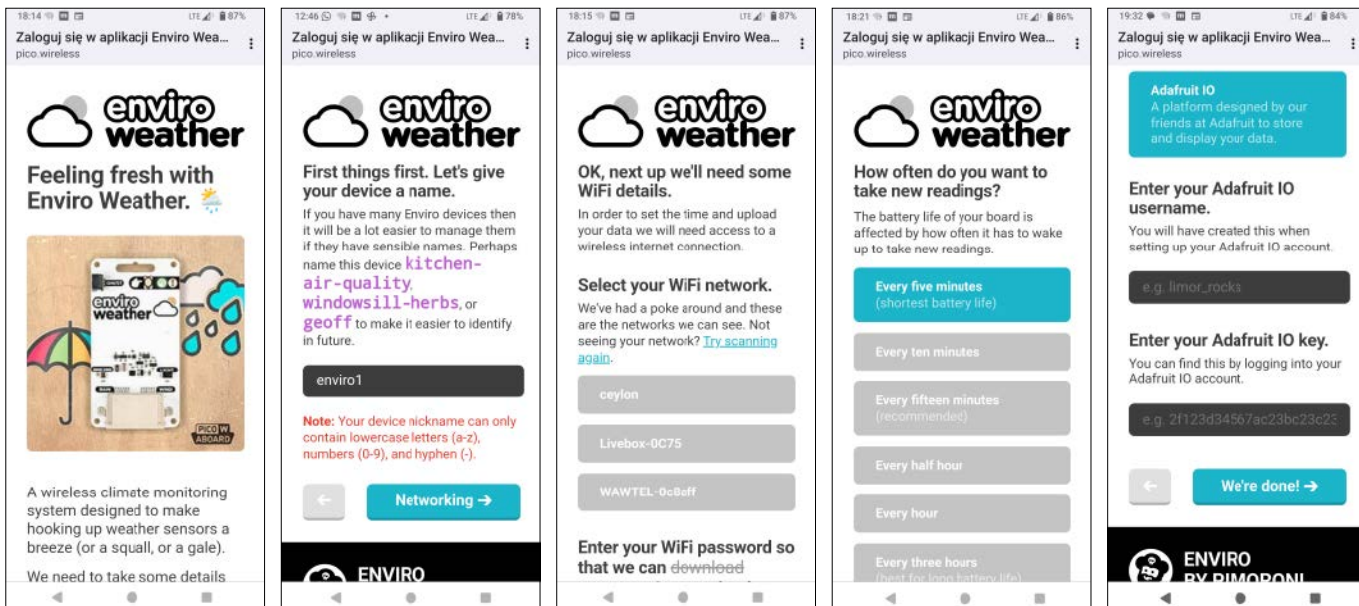 18:14
LTE
87%
Zaloguj się w aplikacji Enviro Wea...
pico.wireless
enviro
weather
Feeling fresh with
Enviro Weather.
enviro
weather
PICO W
ABOARD
A wireless climate monitoring
system designed to make
hooking up weather sensors a
breeze (or a squall, or a gale).
We need to take some details
12:46
LTE
78%
Zaloguj się w aplikacji Enviro Wea...
pico.wireless
enviro
weather
First things first. Let's give
your device a name.
If you have many Enviro devices then
it will be a lot easier to manage them
if they have sensible names. Perhaps
name this device kitchen-
air-quality,
windowsill-herbs, or
geoff to make it easier to identify
in future.
enviro1
Note: Your device nickname can only
contain lowercase letters (a-z),
numbers (0-9), and hyphen (-).
Networking →
ENVIRO
18:15
LTE
87%
Zaloguj się w aplikacji Enviro Wea...
pico.wireless
enviro
weather
OK, next up we'll need some
WiFi details.
In order to set the time and upload
your data we will need access to a
wireless internet connection.
Select your WiFi network.
We've had a poke around and these
are the networks we can see. Not
seeing your network? Try scanning
again.
ceylon
Livebox-0C75
Enter your WiFi password so
that we can download
18:21
LTE
86%
Zaloguj się w aplikacji Enviro Wea...
pico.wireless
enviro
weather
How often do you want to
take new readings?
The battery life of your board is
affected by how often it has to wake
up to take new readings.
Every five minutes
(shortest battery life)
Every ten minutes
Every fifteen minutes
(recommended)
Every half hour
Every hour
Every three hours
(best for long battery life)
19:32
LTE
84%
Zaloguj się w aplikacji Enviro Wea...
pico.wireless
Adafruit IO
A platform designed by our
friends at Adafruit to store
and display your data.
Enter your Adafruit IO
username.
You will have created this when
setting up your Adafruit IO account.
e.g. limor_rocks
Enter your Adafruit IO key.
You can find this by logging into your
Adafruit IO account.
e.g. 2f123d34567ac23bc23c23
We're done! →
ENVIRO
BY PIMORONI